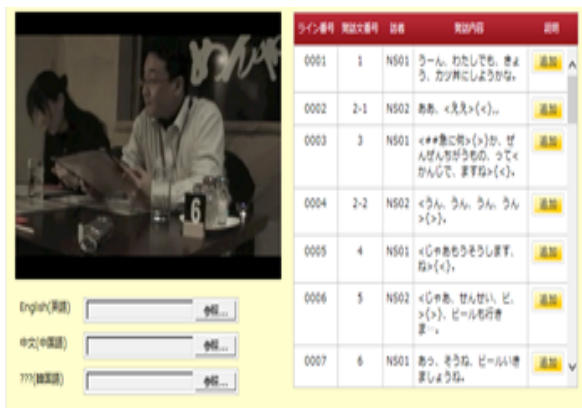 ライン番号 発話文番号 話者 発話内容 説明
0001 1 NS01 うーん、わたしでも、きょ
う、カツ丼にしようかな。 追加
0002 2-1 NS02 ああ、<ええ>{<},, 追加
0003 3 NS01 <##急に何>{>}か、ぜ
んぜんちがうもの、って<
かんじで、ますね>{<}。 追加
0004 2-2 NS02 <うん、うん、うん、うん
>{>}。 追加
0005 4 NS01 <じゃあもうそうします、
ね>{<}。 追加
0006 5 NS02 <じゃあ、せんせい、ビ、
>{>}、ビールも行きま
ま…。 追加
0007 6 NS01 あっ、そうね、ビールいき
ましょうね。 追加
6
English(英語) 参照...
中文(中国語) 参照...
???(韓国語) 参照...